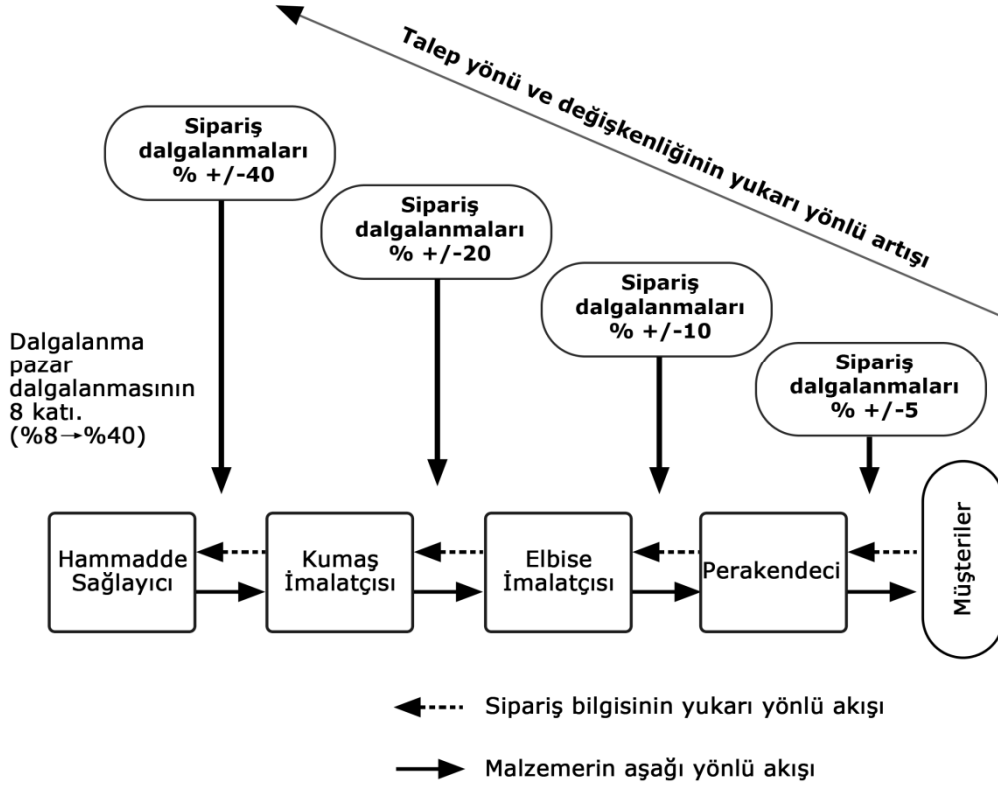 Talep yönü ve değişkenliğinin yukarı yönlü artışı
Sipariş
dalgalanmaları
% +/-40
Sipariş
dalgalanmaları
% +/-20
Sipariş
dalgalanmaları
% +/-10
Sipariş
dalgalanmaları
% +/-5
Dalgalanma
pazar
dalgalanmasının
8 katı.
(%8→%40)
Hammadde
Sağlayıcı
Kumaş
İmalatçısı
Elbise
İmalatçısı
Perakendeci
Müşteriler
Sipariş bilgisinin yukarı yönlü akışı
Malzemerin aşağı yönlü akışı